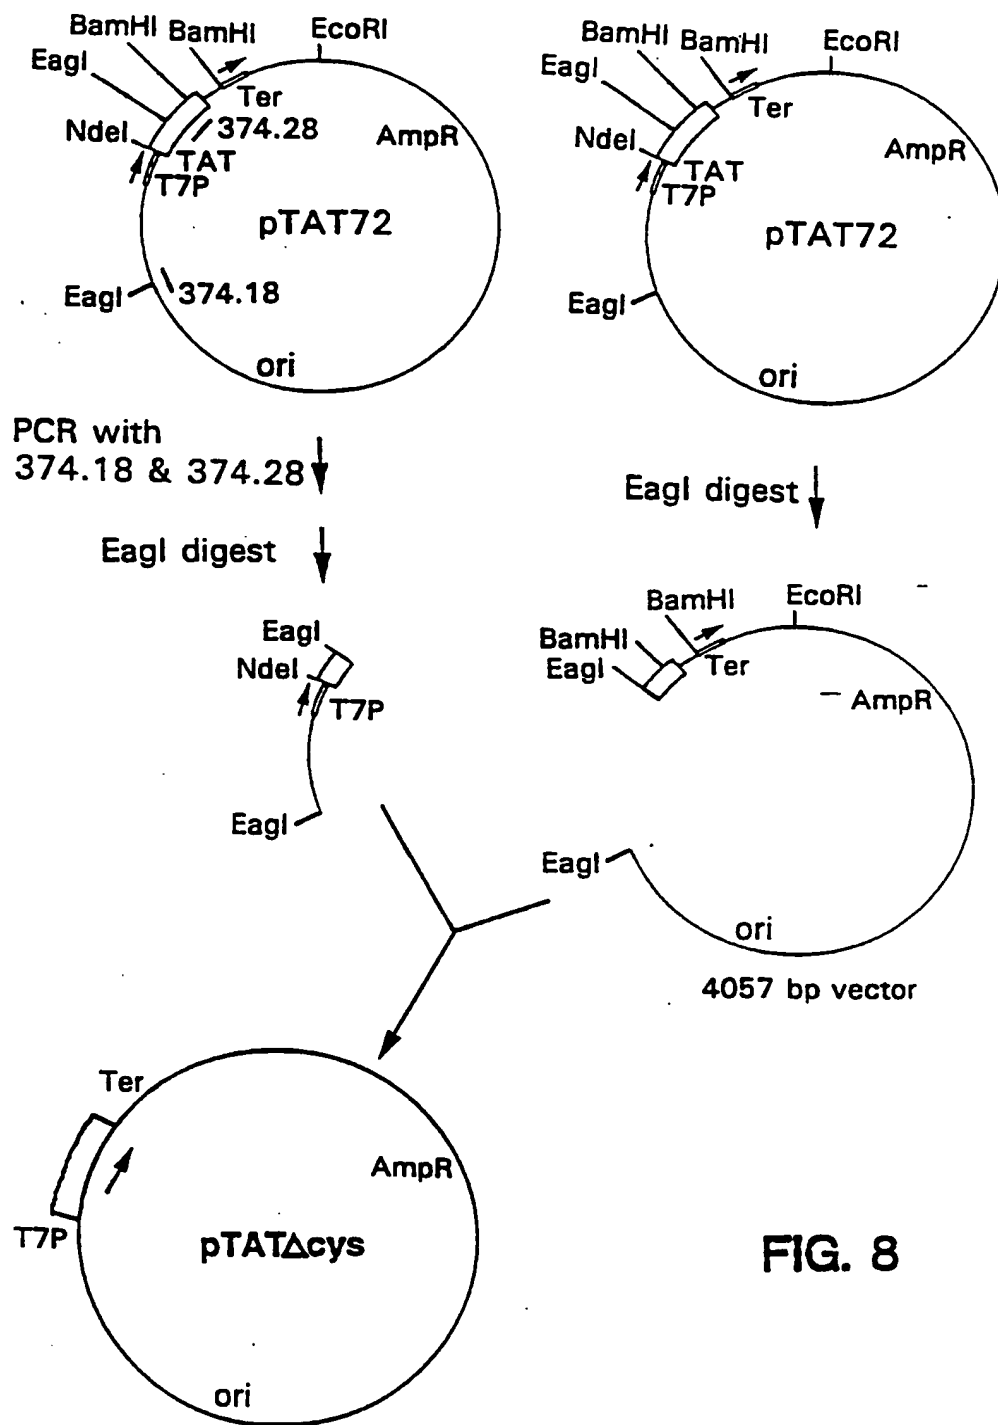 BamHI
BamHI
EcoRI
EagI
Ter
NdeI
374.28
AmpR
TAT
T7P
pTAT72
EagI
374.18
ori
BamHI
BamHI
EcoRI
EagI
Ter
NdeI
AmpR
TAT
T7P
pTAT72
EagI
ori
PCR with
374.18 & 374.28
EagI digest
EagI digest
EagI
NdeI
T7P
EagI
BamHI
EcoRI
BamHI
EagI
Ter
AmpR
EagI
ori
4057 bp vector
Ter
AmpR
T7P
pTATΔcys
ori
FIG. 8